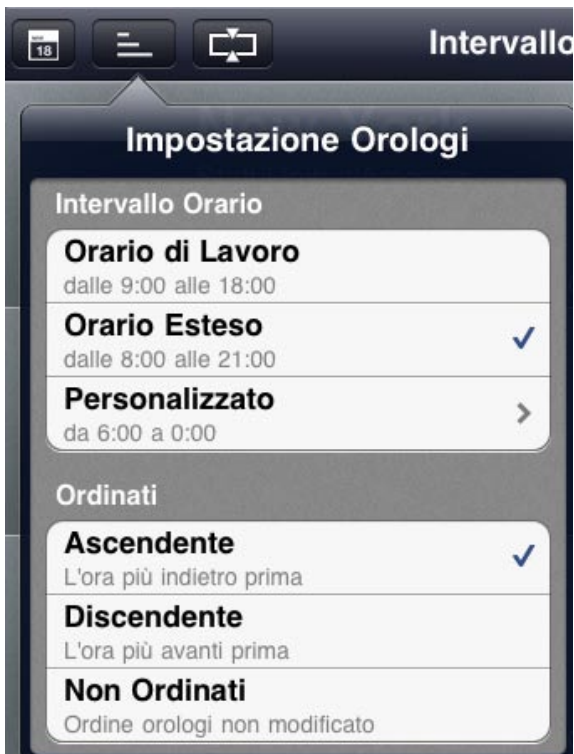 18
Intervallo
Impostazione Orologi
Intervallo Orario
Orario di Lavoro
dalle 9:00 alle 18:00
Orario Esteso
dalle 8:00 alle 21:00
Personalizzato
da 6:00 a 0:00
Ordinati
Ascendente
L'ora più indietro prima
Discendente
L'ora più avanti prima
Non Ordinati
Ordine orologi non modificato